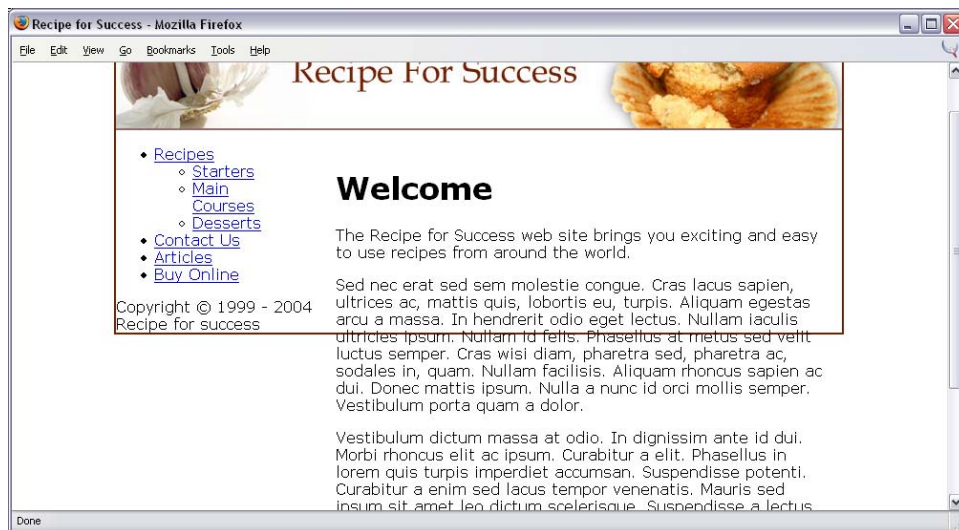 Recipe for Success - Mozilla Firefox
File Edit View Go Bookmarks Tools Help
Recipe For Success
Recipes
Starters
Main
Courses
Desserts
Contact Us
Articles
Buy Online
Copyright © 1999 - 2004
Recipe for success
Welcome
The Recipe for Success web site brings you exciting and easy
to use recipes from around the world.
Sed nec erat sed sem molestie congue. Cras lacus sapien,
ultrices ac, mattis quis, lobortis eu, turpis. Aliquam egestas
arcu a massa. In hendrerit odio eget lectus. Nullam iaculis
ultricies ipsum. Nullam id felis. Phasellus at metus sed velit
luctus semper. Cras wisi diam, pharetra sed, pharetra ac,
sodales in, quam. Nullam facilisis. Aliquam rhoncus sapien ac
dui. Donec mattis ipsum. Nulla a nunc id orci mollis semper.
Vestibulum porta quam a dolor.
Vestibulum dictum massa at odio. In dignissim ante id dui.
Morbi rhoncus elit ac ipsum. Curabitur a elit. Phasellus in
lorem quis turpis imperdiet accumsan. Suspendisse potenti.
Curabitur a enim sed lacus tempor venenatis. Mauris sed
ipsum sit amet leo dictum scelerisque. Suspendisse a lectus
Done